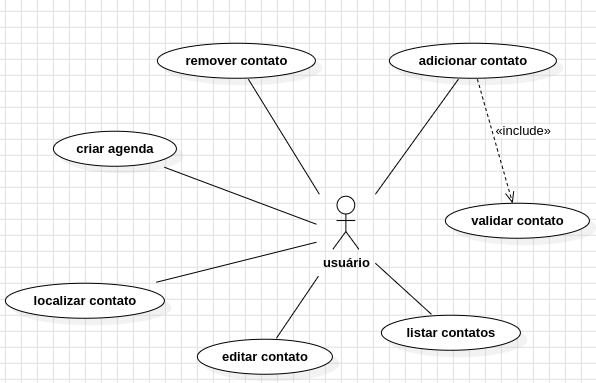 remover contato
adicionar contato
«include»
criar agenda
validar contato
usuário
localizar contato
listar contatos
editar contato